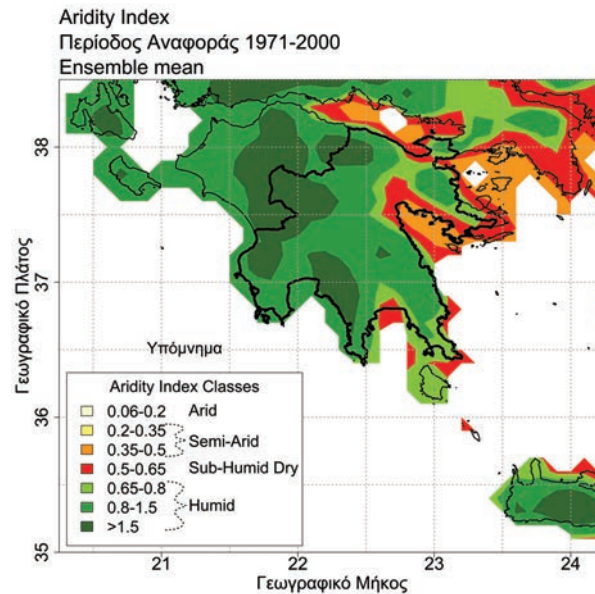 Aridity Index
Περίοδος Αναφοράς 1971-2000
Ensemble mean
Γεωγραφικό Πλάτος
38
37
36
35
Υπόμνημα
Aridity Index Classes
0.06-0.2 Arid
0.2-0.35
Semi-Arid
0.35-0.5
0.5-0.65 Sub-Humid Dry
0.65-0.8
0.8-1.5 Humid
>1.5
21 22 23 24
Γεωγραφικό Μήκος